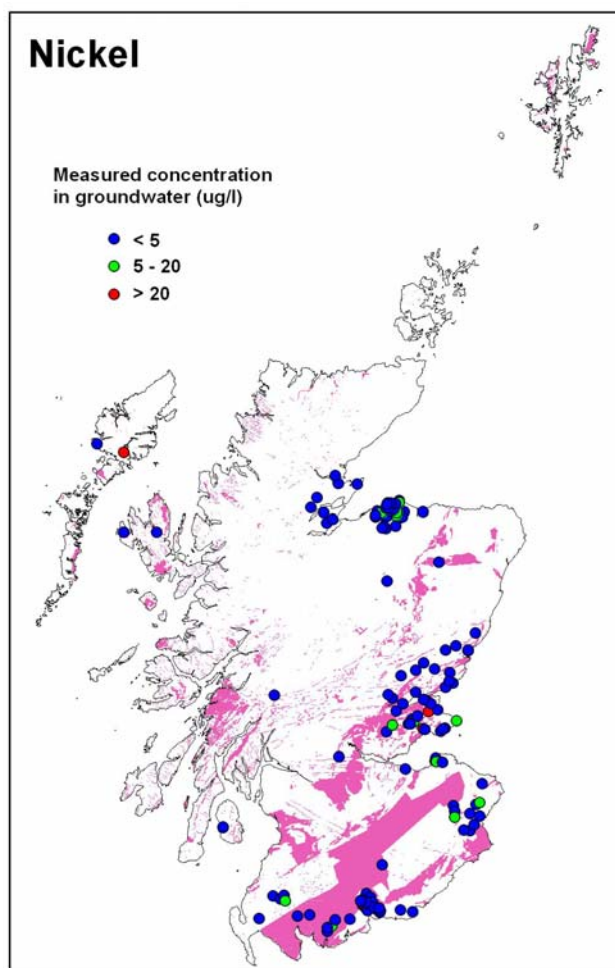 Nickel
Measured concentration
in groundwater (ug/l)
< 5
5 - 20
> 20